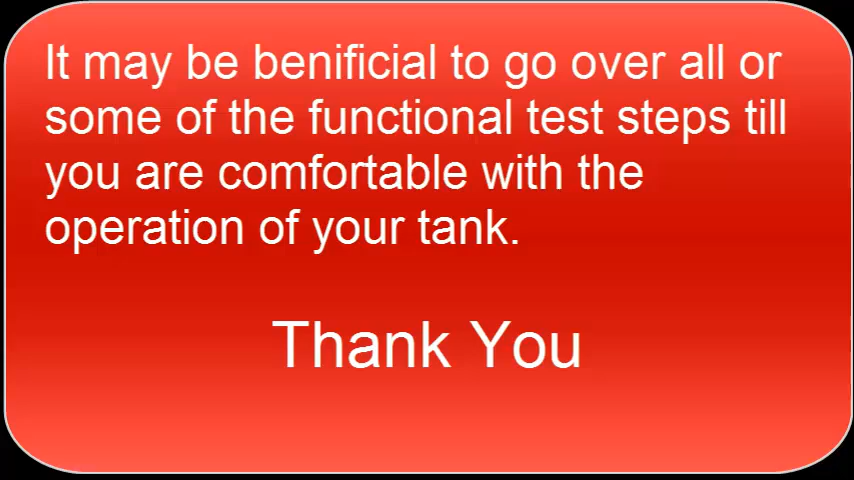 It may be benificial to go over all or
some of the functional test steps till
you are comfortable with the
operation of your tank.
Thank You